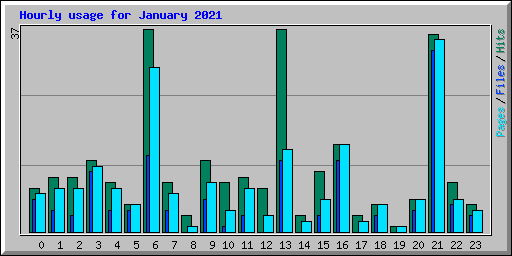 Hourly usage for January 2021
37
Pages/Files/Hits
0 1 2 3 4 5 6 7 8 9 10 11 12 13 14 15 16 17 18 19 20 21 22 23